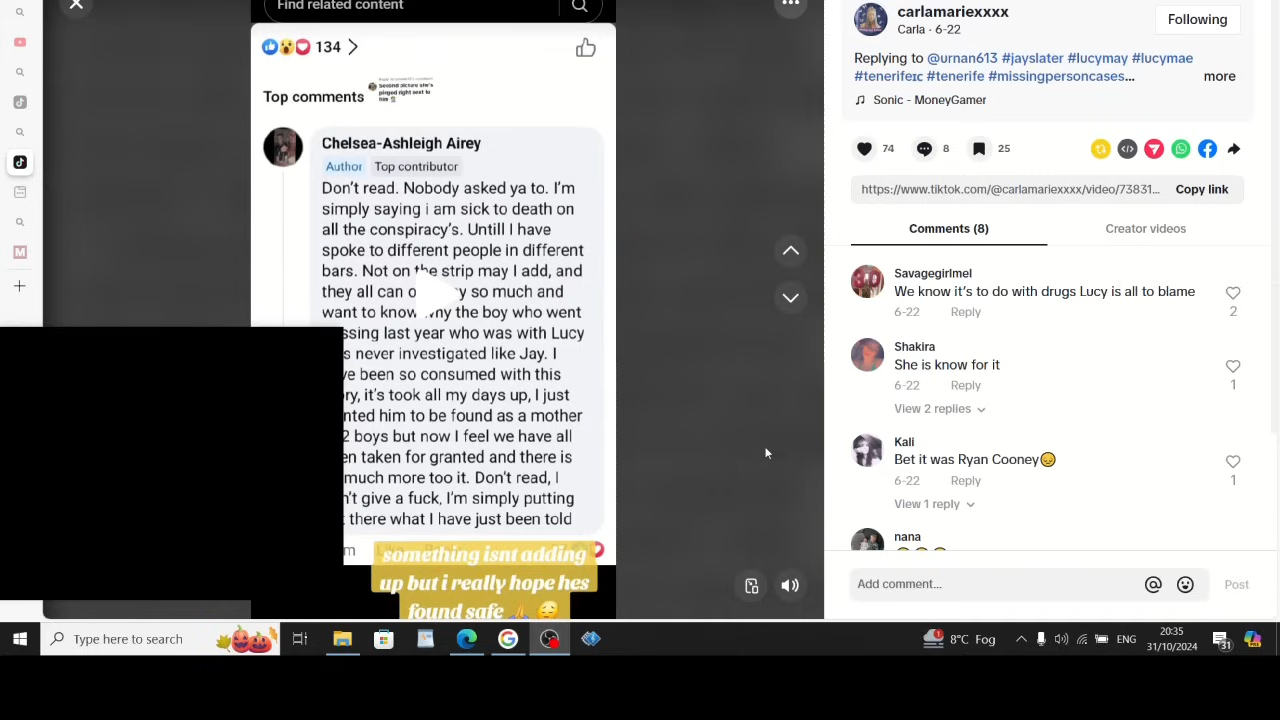 Find related content
134
Top comments
Chelsea-Ashleigh Airey
Author Top contributor
Don't read. Nobody asked ya to. I'm
simply saying i am sick to death on
all the conspiracy's. Untill I have
spoke to different people in different
bars. Not on the strip may I add, and
they all can so much and
want to know why the boy who went
ssing last year who was with Lucy
s never investigated like Jay. I
ve been so consumed with this
ry, it's took all my days up, I just
nted him to be found as a mother
2 boys but now I feel we have all
en taken for granted and there is
much more too it. Don't read, I
n't give a fuck, I'm simply putting
t there what I have just been told
something isnt adding
up but i really hope hes
found safe 🙏 😔
carlamariexxxx
Carla · 6-22
Following
Replying to @urnan613 #jayslater #lucymay #lucymae
#tenerifeıc #tenerife #missingpersoncases...
more
Sonic - MoneyGamer
74
8
25
https://www.tiktok.com/@carlamariexxxx/video/73831...
Copy link
Comments (8)
Creator videos
Savagegirlmel
We know it's to do with drugs Lucy is all to blame
6-22 Reply
2
Shakira
She is know for it
6-22 Reply
1
View 2 replies
Kali
Bet it was Ryan Cooney😞
6-22 Reply
1
View 1 reply
nana
Add comment...
Post
Type here to search
8°C Fog
ENG
20:35
31/10/2024
31